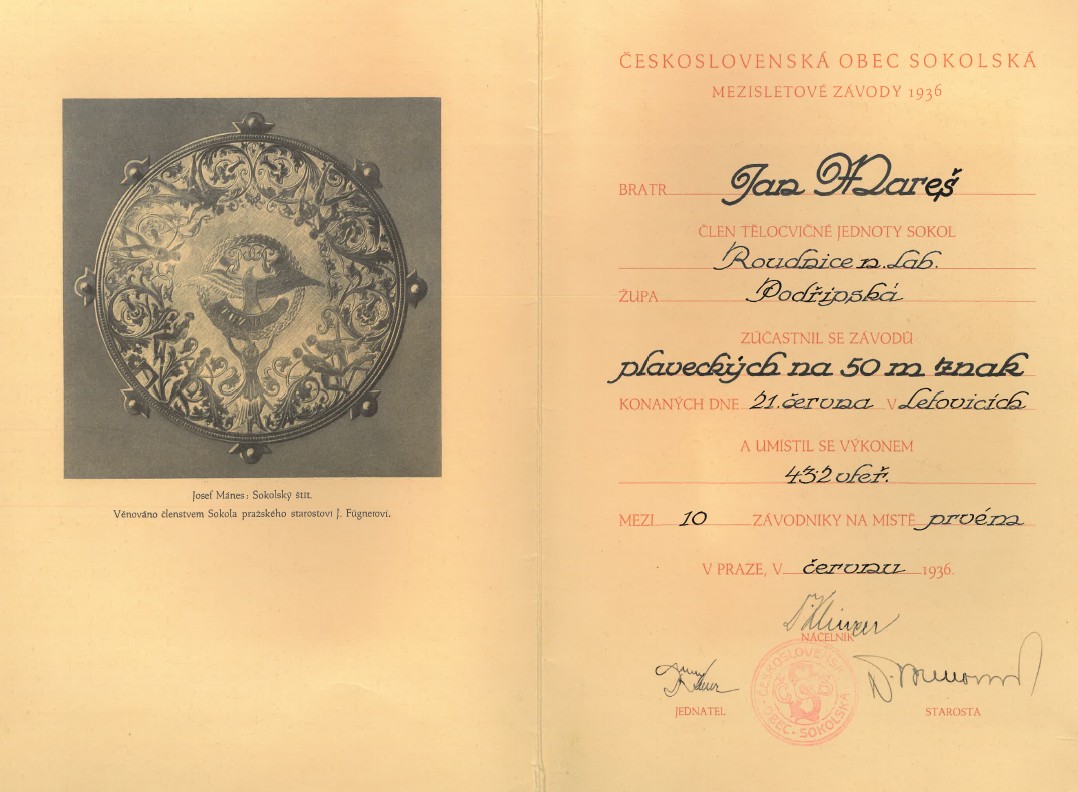 Josef Mánes: Sokolský štít.
Věnováno členstvem Sokola pražského starostovi J. Fügnerovi.
ČESKOSLOVENSKÁ OBEC SOKOLSKÁ
MEZISLETOVÉ ZÁVODY 1936
BRATR Jan Mareš
ČLEN TĚLOCVIČNÉ JEDNOTY SOKOL
Roudnice n. Lab.
ŽUPA Podřipská
ZÚČASTNIL SE ZÁVODŮ
plaveckých na 50 m znak
KONANÝCH DNE 21. června V Letovicích
A UMÍSTIL SE VÝKONEM
43·2 vteř.
MEZI 10 ZÁVODNÍKY NA MÍSTĚ prvém
V PRAZE, V červnu 1936.
NÁČELNÍK
JEDNATEL
STAROSTA
ČESKOSLOVENSKÁ
OBEC · SOKOLSKÁ